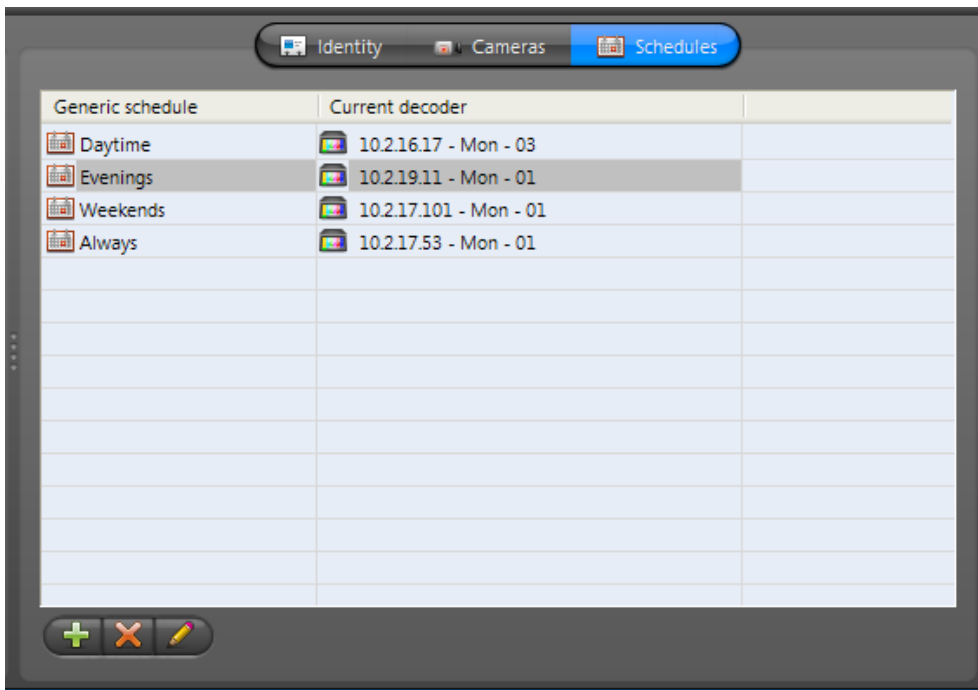 Identity Cameras Schedules
Generic schedule Current decoder
Daytime 10.2.16.17 - Mon - 03
Evenings 10.2.19.11 - Mon - 01
Weekends 10.2.17.101 - Mon - 01
Always 10.2.17.53 - Mon - 01